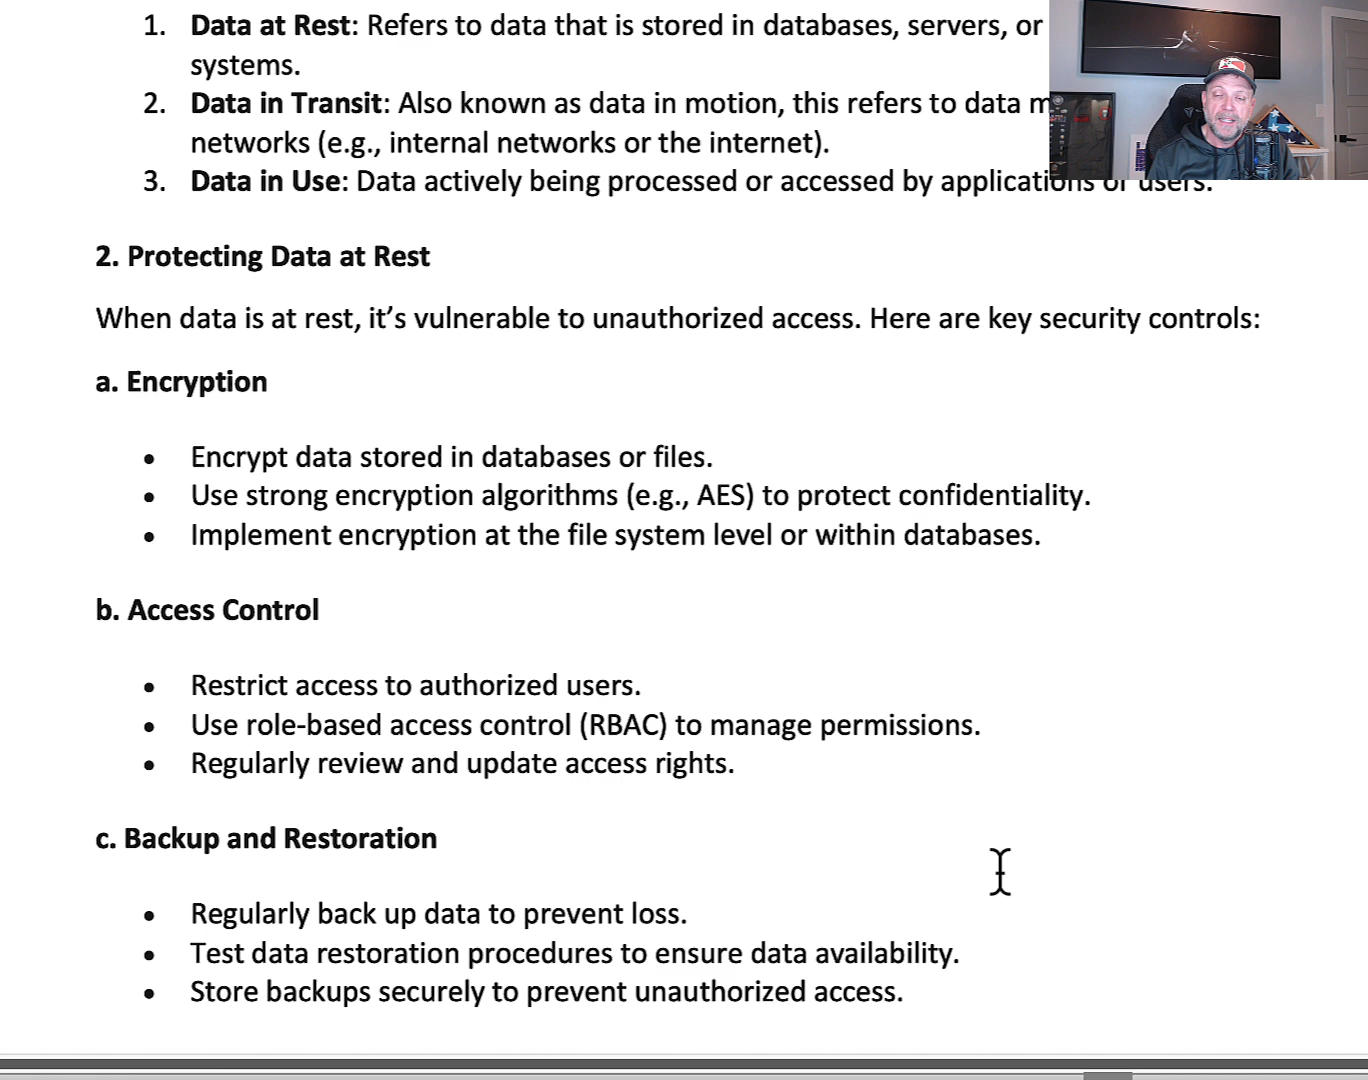 1. Data at Rest: Refers to data that is stored in databases, servers, or
systems.
2. Data in Transit: Also known as data in motion, this refers to data
networks (e.g., internal networks or the internet).
3. Data in Use: Data actively being processed or accessed by applications or users.
2. Protecting Data at Rest
When data is at rest, it’s vulnerable to unauthorized access. Here are key security controls:
a. Encryption
• Encrypt data stored in databases or files.
• Use strong encryption algorithms (e.g., AES) to protect confidentiality.
• Implement encryption at the file system level or within databases.
b. Access Control
• Restrict access to authorized users.
• Use role-based access control (RBAC) to manage permissions.
• Regularly review and update access rights.
c. Backup and Restoration
• Regularly back up data to prevent loss.
• Test data restoration procedures to ensure data availability.
• Store backups securely to prevent unauthorized access.